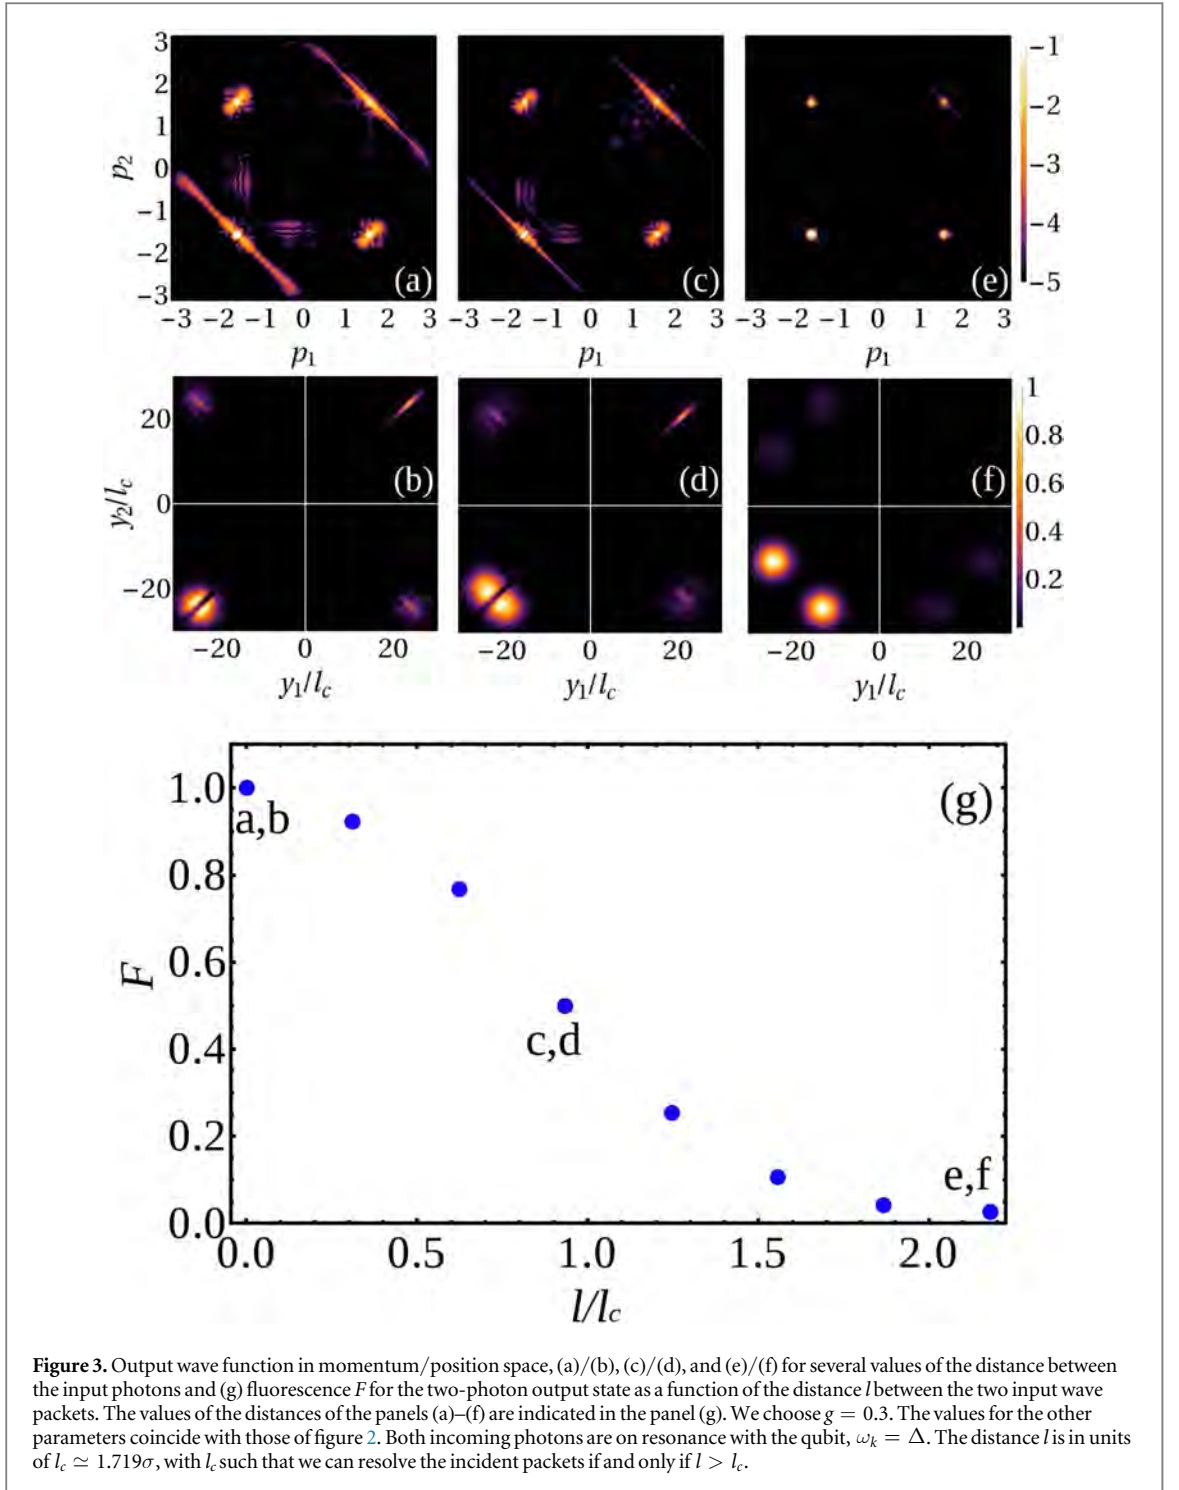 3
2
1
0
−1
−2
−3
p2
(a)
(c)
(e)
−1
−2
−3
−4
−5
−3 −2 −1 0 1 2 3 −3 −2 −1 0 1 2 3 −3 −2 −1 0 1 2 3
p1 p1 p1
20
0
−20
y2/lc
(b)
(d)
(f)
1
0.8
0.6
0.4
0.2
−20 0 20 −20 0 20 −20 0 20
y1/lc y1/lc y1/lc
(g)
1.0
0.8
0.6
0.4
0.2
0.0
F
a,b
c,d
e,f
0.0 0.5 1.0 1.5 2.0
l/lc
Figure 3. Output wave function in momentum/position space, (a)/(b), (c)/(d), and (e)/(f) for several values of the distance between
the input photons and (g) fluorescence F for the two-photon output state as a function of the distance l between the two input wave
packets. The values of the distances of the panels (a)–(f) are indicated in the panel (g). We choose g = 0.3. The values for the other
parameters coincide with those of figure 2. Both incoming photons are on resonance with the qubit, ωk = Δ. The distance l is in units
of lc ≃ 1.719σ, with lc such that we can resolve the incident packets if and only if l > lc.